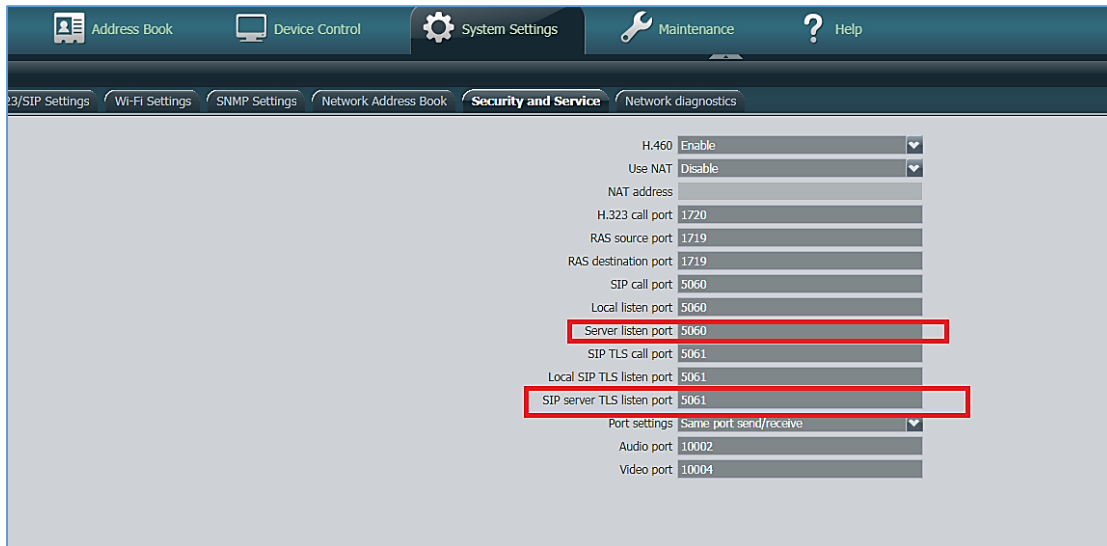 Address Book Device Control System Settings Maintenance ? Help
23/SIP Settings Wi-Fi Settings SNMP Settings Network Address Book Security and Service Network diagnostics
H.460 Enable
Use NAT Disable
NAT address
H.323 call port 1720
RAS source port 1719
RAS destination port 1719
SIP call port 5060
Local listen port 5060
Server listen port 5060
SIP TLS call port 5061
Local SIP TLS listen port 5061
SIP server TLS listen port 5061
Port settings Same port send/receive
Audio port 10002
Video port 10004